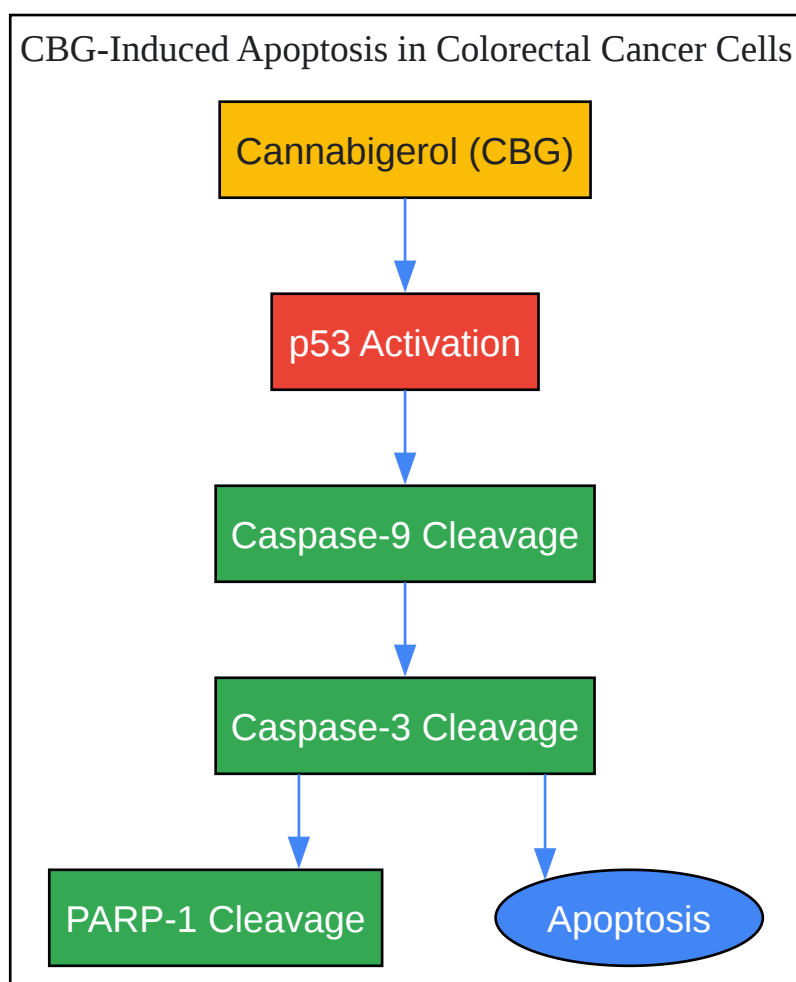 CBG-Induced Apoptosis in Colorectal Cancer Cells
Cannabigerol (CBG)
p53 Activation
Caspase-9 Cleavage
Caspase-3 Cleavage
PARP-1 Cleavage
Apoptosis